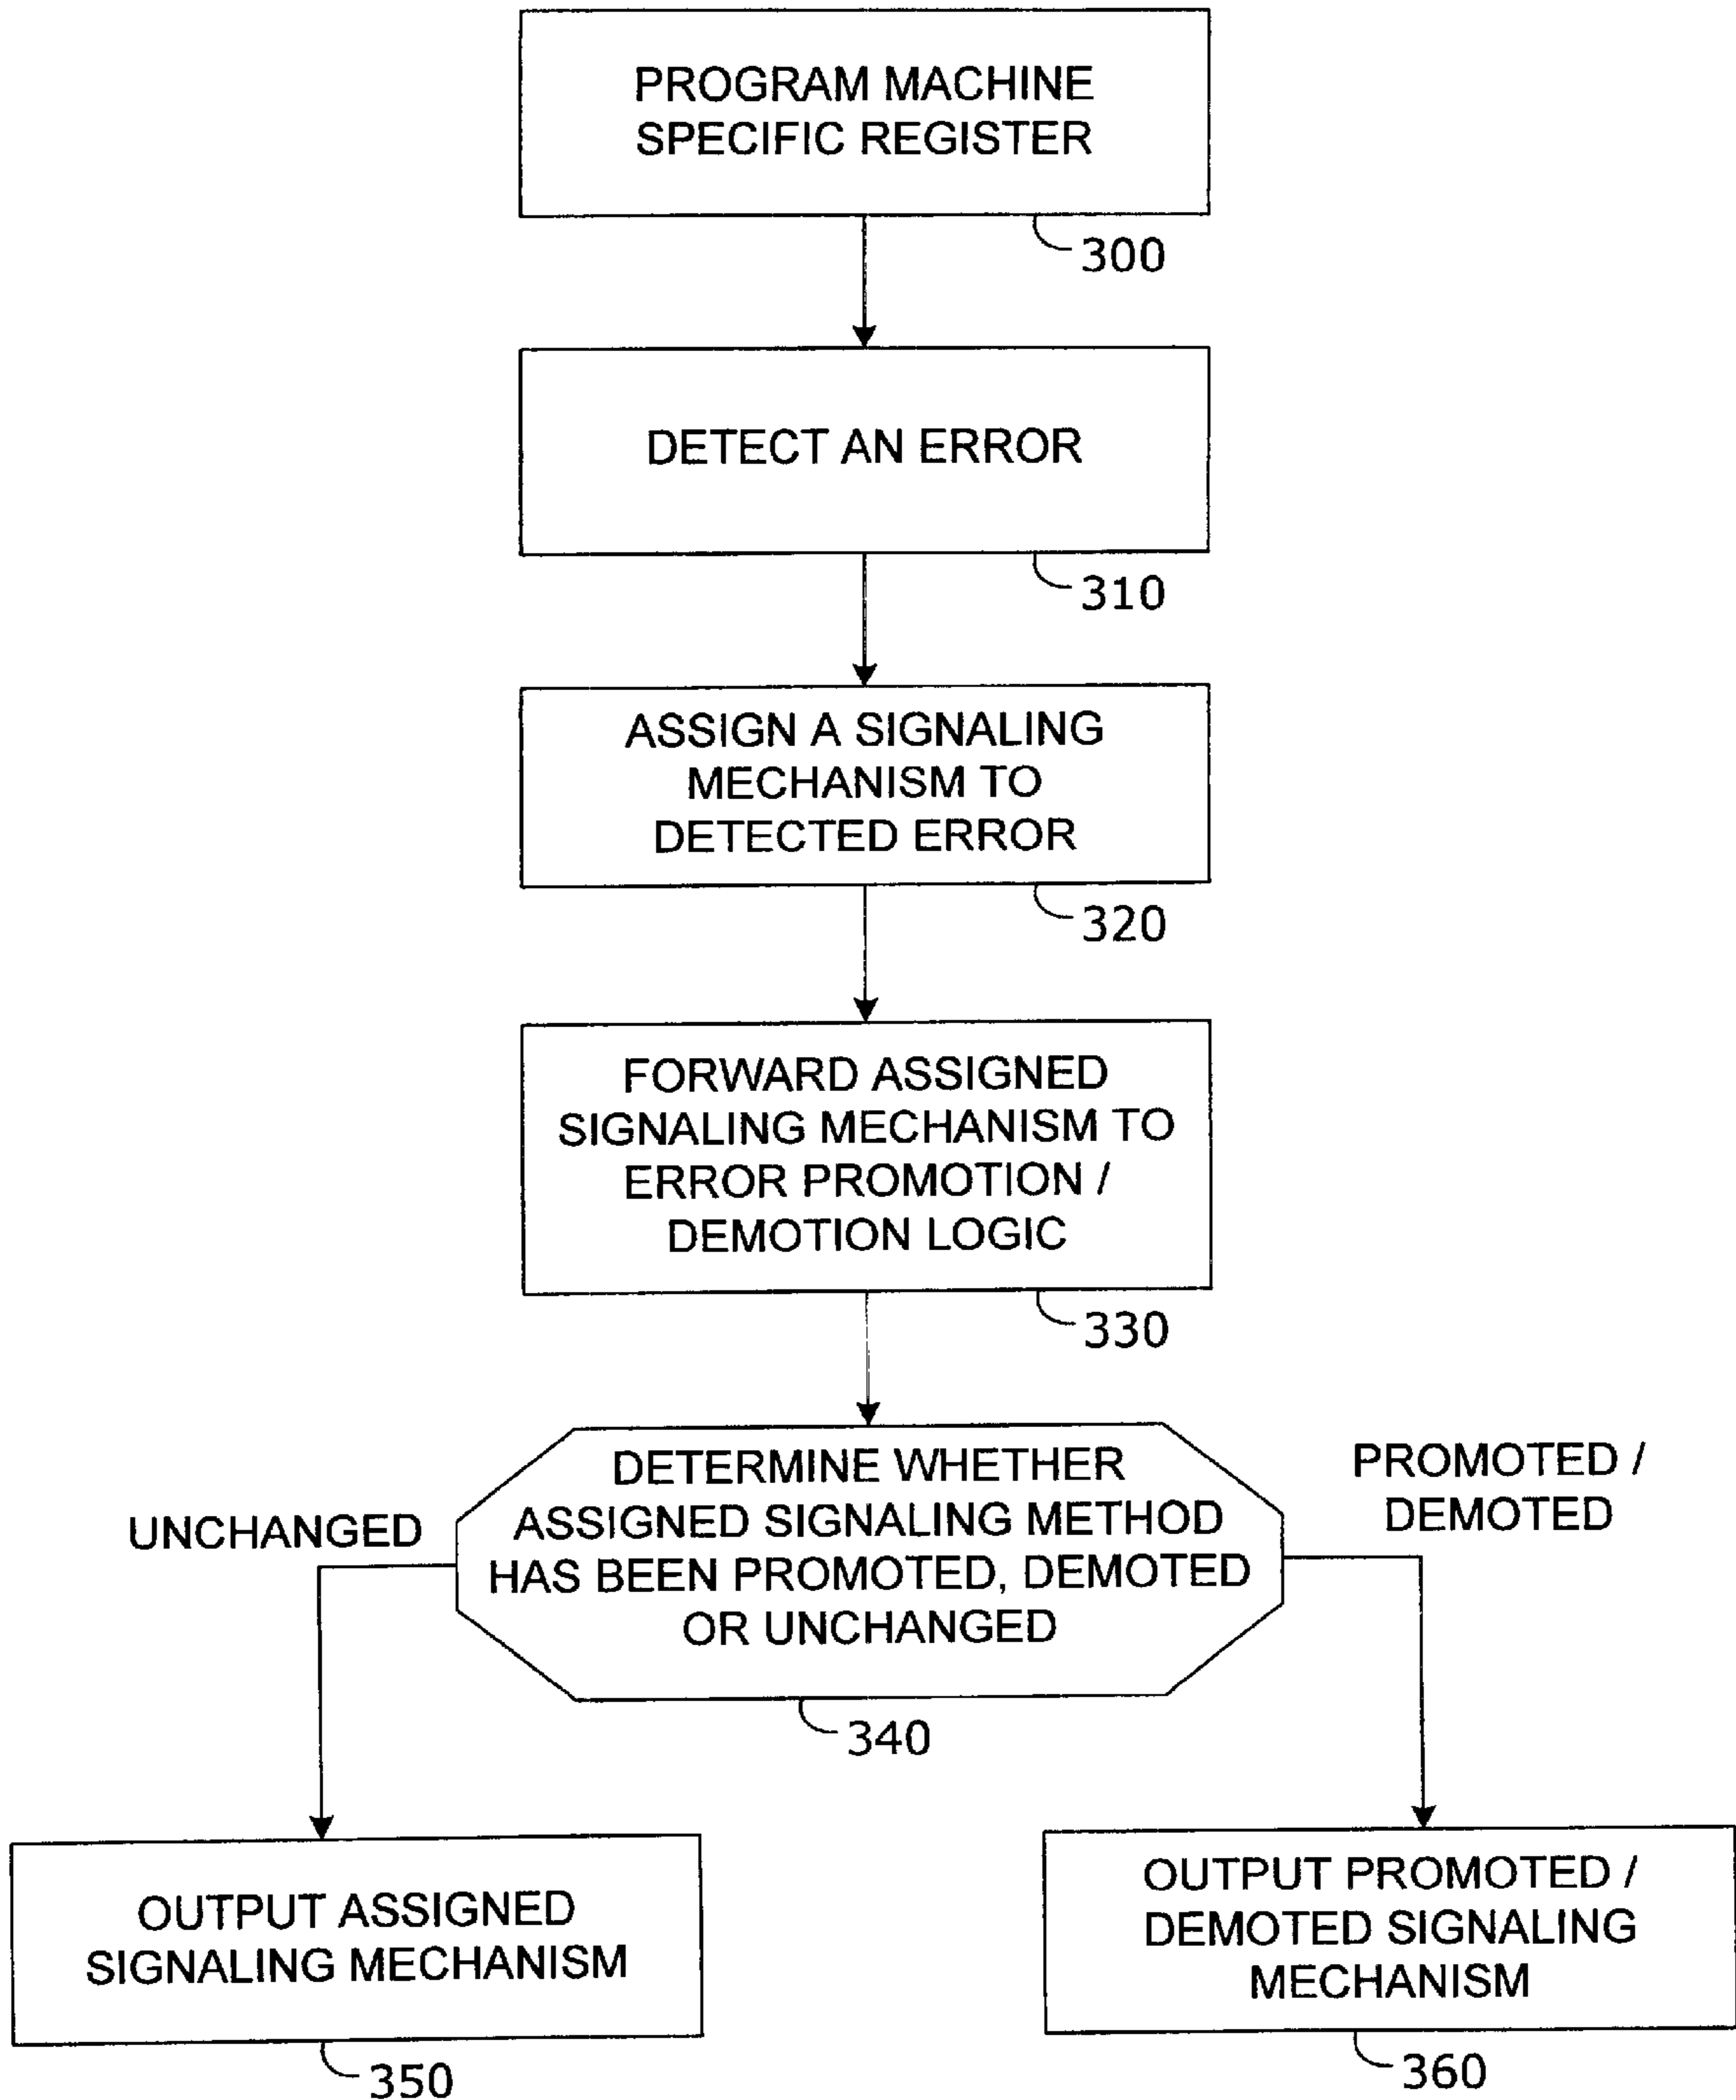 PROGRAM MACHINE
SPECIFIC REGISTER
300
DETECT AN ERROR
310
ASSIGN A SIGNALING
MECHANISM TO
DETECTED ERROR
320
FORWARD ASSIGNED
SIGNALING MECHANISM TO
ERROR PROMOTION /
DEMOTION LOGIC
330
DETERMINE WHETHER
ASSIGNED SIGNALING METHOD
HAS BEEN PROMOTED, DEMOTED
OR UNCHANGED
340
UNCHANGED
PROMOTED /
DEMOTED
OUTPUT ASSIGNED
SIGNALING MECHANISM
350
OUTPUT PROMOTED /
DEMOTED SIGNALING
MECHANISM
360